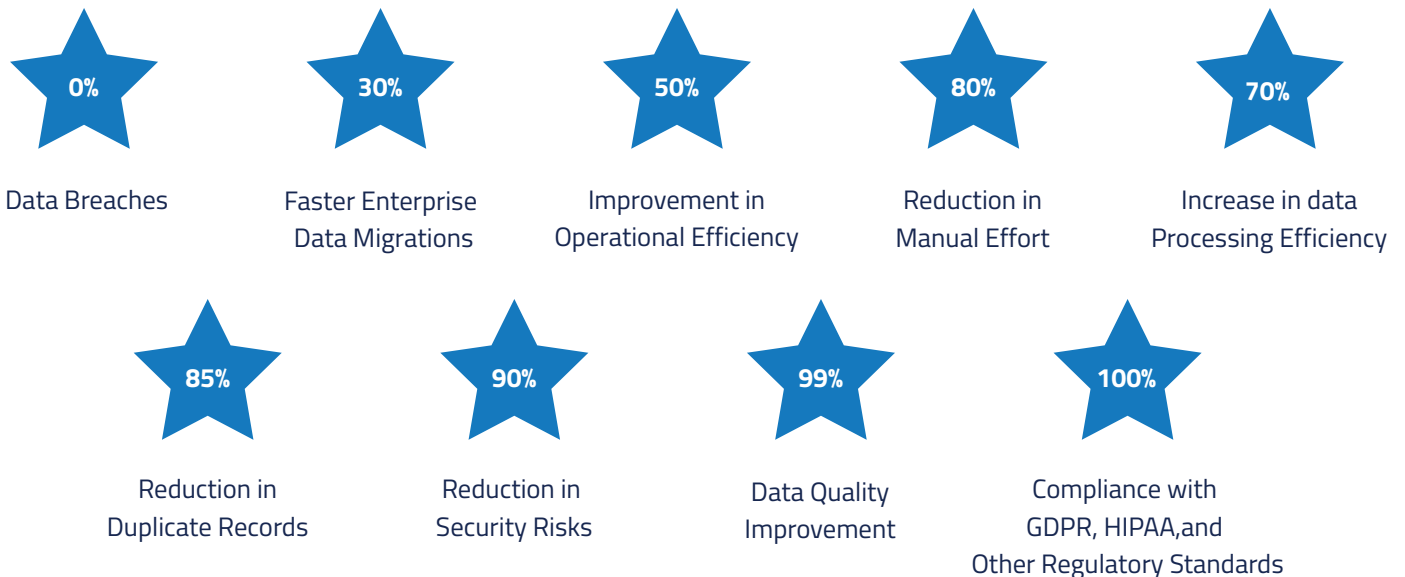 0%
Data Breaches
30%
Faster Enterprise
Data Migrations
50%
Improvement in
Operational Efficiency
80%
Reduction in
Manual Effort
70%
Increase in data
Processing Efficiency
85%
Reduction in
Duplicate Records
90%
Reduction in
Security Risks
99%
Data Quality
Improvement
100%
Compliance with
GDPR, HIPAA,and
Other Regulatory Standards